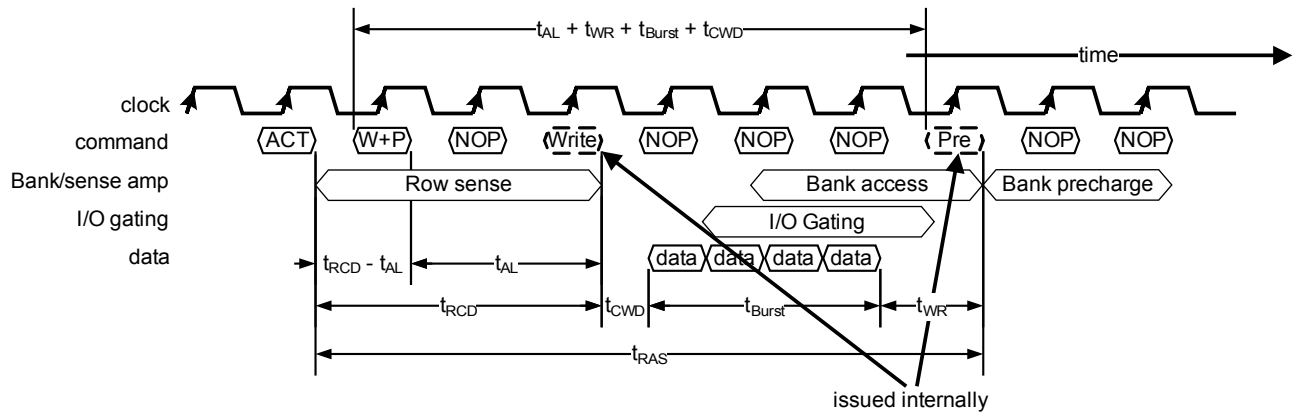 tAL + tWR + tBurst + tCWD
time
clock
command ACT W+P NOP Write NOP NOP NOP Pre NOP NOP
Bank/sense amp Row sense Bank access Bank precharge
I/O gating I/O Gating
data data data data data
tRCD - tAL tAL
tRCD tCWD tBurst tWR
tRAS
issued internally